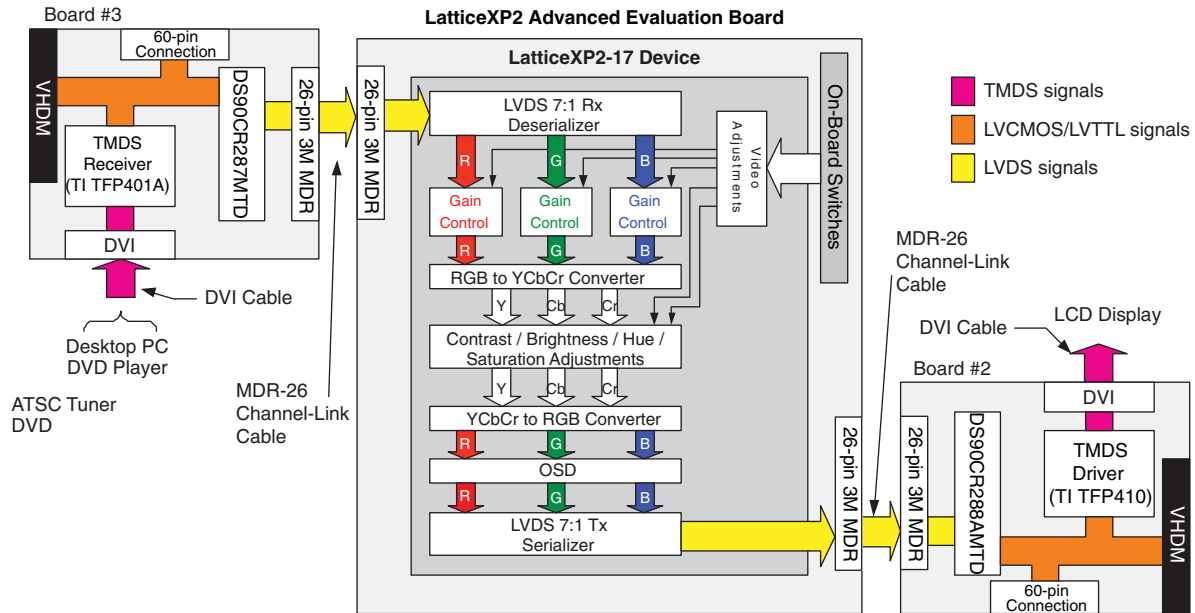 LatticeXP2 Advanced Evaluation Board
Board #3
60-pin
Connection
VHDM
TMDS
Receiver
(TI TFP401A)
DVI
DS90CR287MTD
26-pin 3M MDR
26-pin 3M MDR
DVI Cable
Desktop PC
DVD Player
ATSC Tuner
DVD
MDR-26
Channel-Link
Cable
LatticeXP2-17 Device
LVDS 7:1 Rx
Deserializer
R
G
B
Gain
Control
Gain
Control
Gain
Control
R
G
B
RGB to YCbCr Converter
Y
Cb
Cr
Contrast / Brightness / Hue /
Saturation Adjustments
Y
Cb
Cr
YCbCr to RGB Converter
R
G
B
OSD
R
G
B
LVDS 7:1 Tx
Serializer
Video
Adjustments
On-Board Switches
TMDS signals
LVCMOS/LVTTL signals
LVDS signals
MDR-26
Channel-Link
Cable
26-pin 3M MDR
26-pin 3M MDR
DVI Cable
LCD Display
Board #2
DVI
DS90CR288AMTD
TMDS
Driver
(TI TFP410)
VHDM
60-pin
Connection